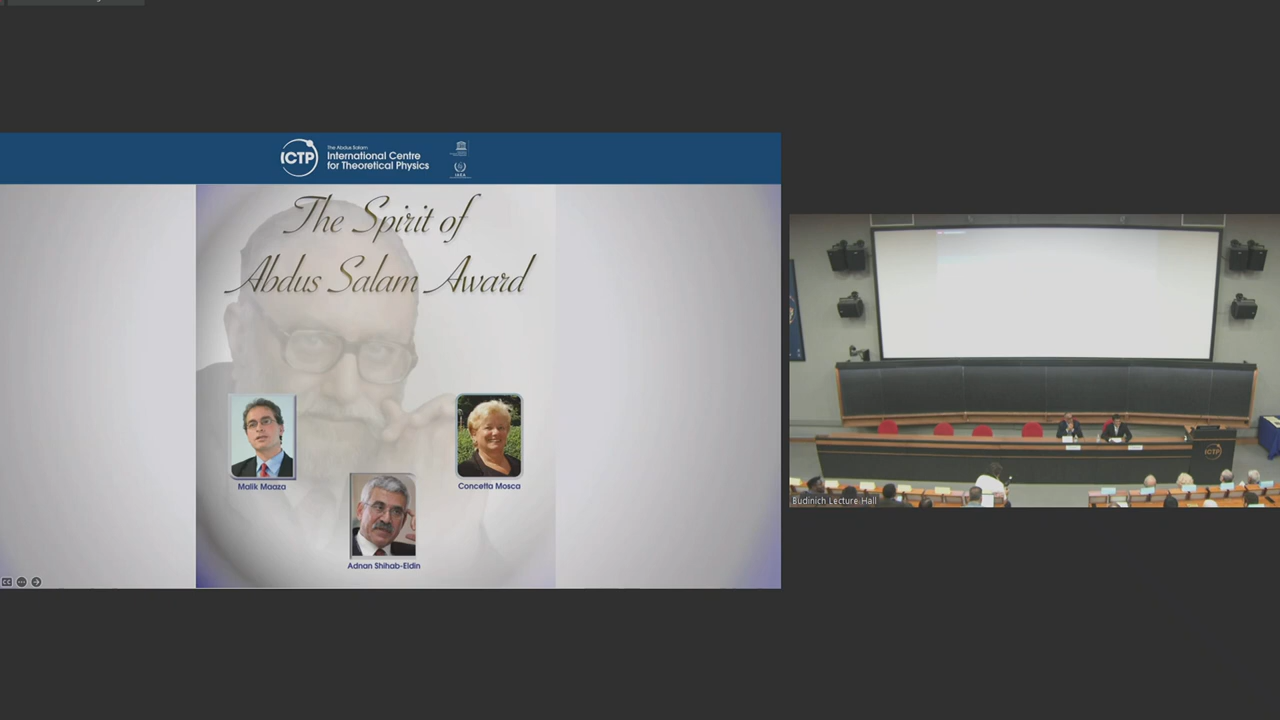 ICTP
The Abdus Salam
International Centre
for Theoretical Physics
IAEA
The Spirit of
Abdus Salam Award
Malik Maaza
Concetta Mosca
Adnan Shihab-Eldin
ICTP
Budinich Lecture Hall